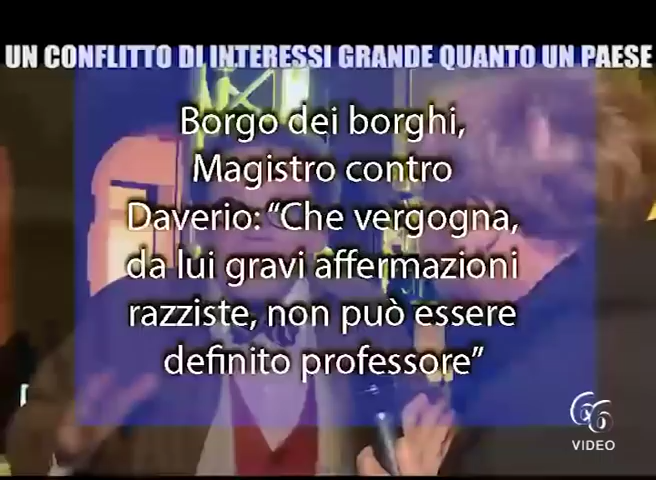 UN CONFLITTO DI INTERESSI GRANDE QUANTO UN PAESE
Borgo dei borghi,
Magistro contro
Daverio: “Che vergogna,
da lui gravi affermazioni
razziste, non può essere
definito professore”
66
VIDEO